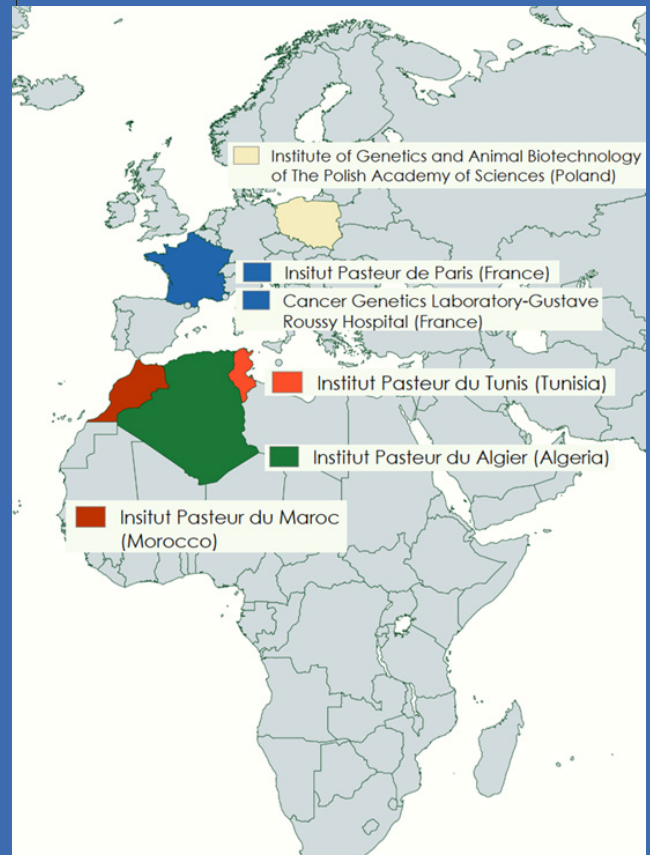 Institute of Genetics and Animal Biotechnology
of The Polish Academy of Sciences (Poland)
Insitut Pasteur de Paris (France)
Cancer Genetics Laboratory-Gustave
Roussy Hospital (France)
Institut Pasteur du Tunis (Tunisia)
Institut Pasteur du Algier (Algeria)
Insitut Pasteur du Maroc
(Morocco)